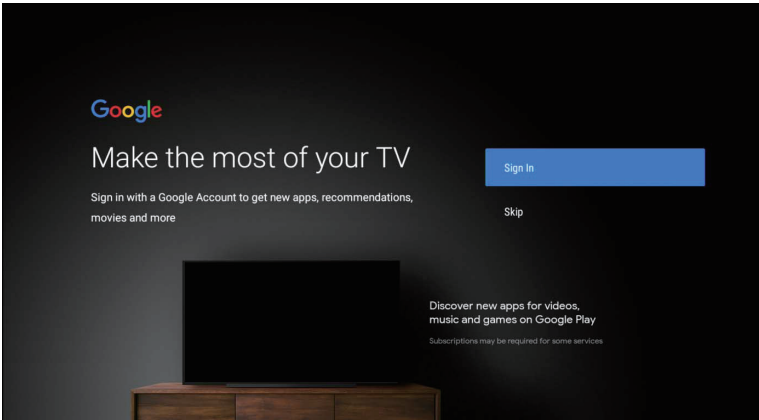 Google
Make the most of your TV
Sign in with a Google Account to get new apps, recommendations,
movies and more
Sign In
Skip
Discover new apps for videos,
music and games on Google Play
Subscriptions may be required for some services